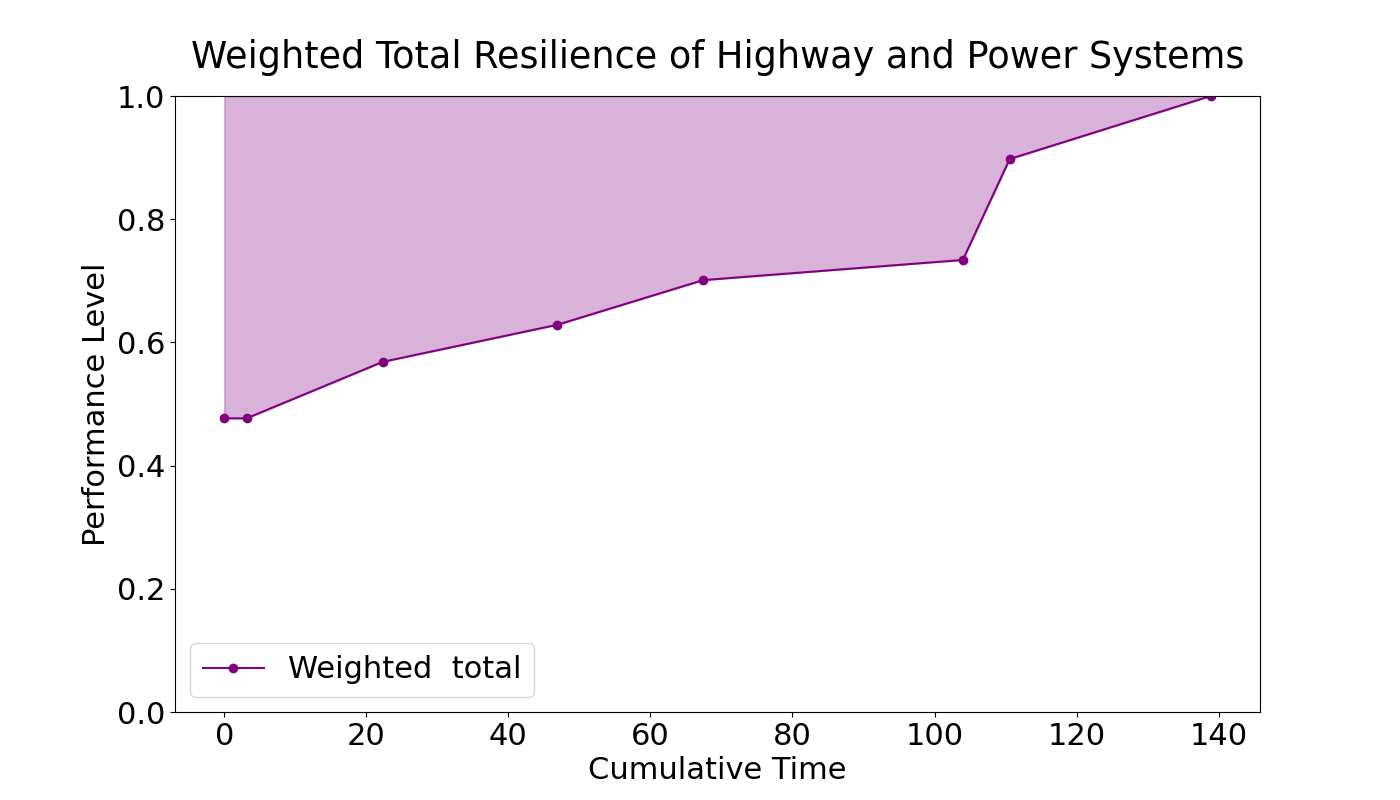 Weighted Total Resilience of Highway and Power Systems
1.0
0.8
0.6
0.4
0.2
0.0
Performance Level
Weighted  total
0 20 40 60 80 100 120 140
Cumulative Time